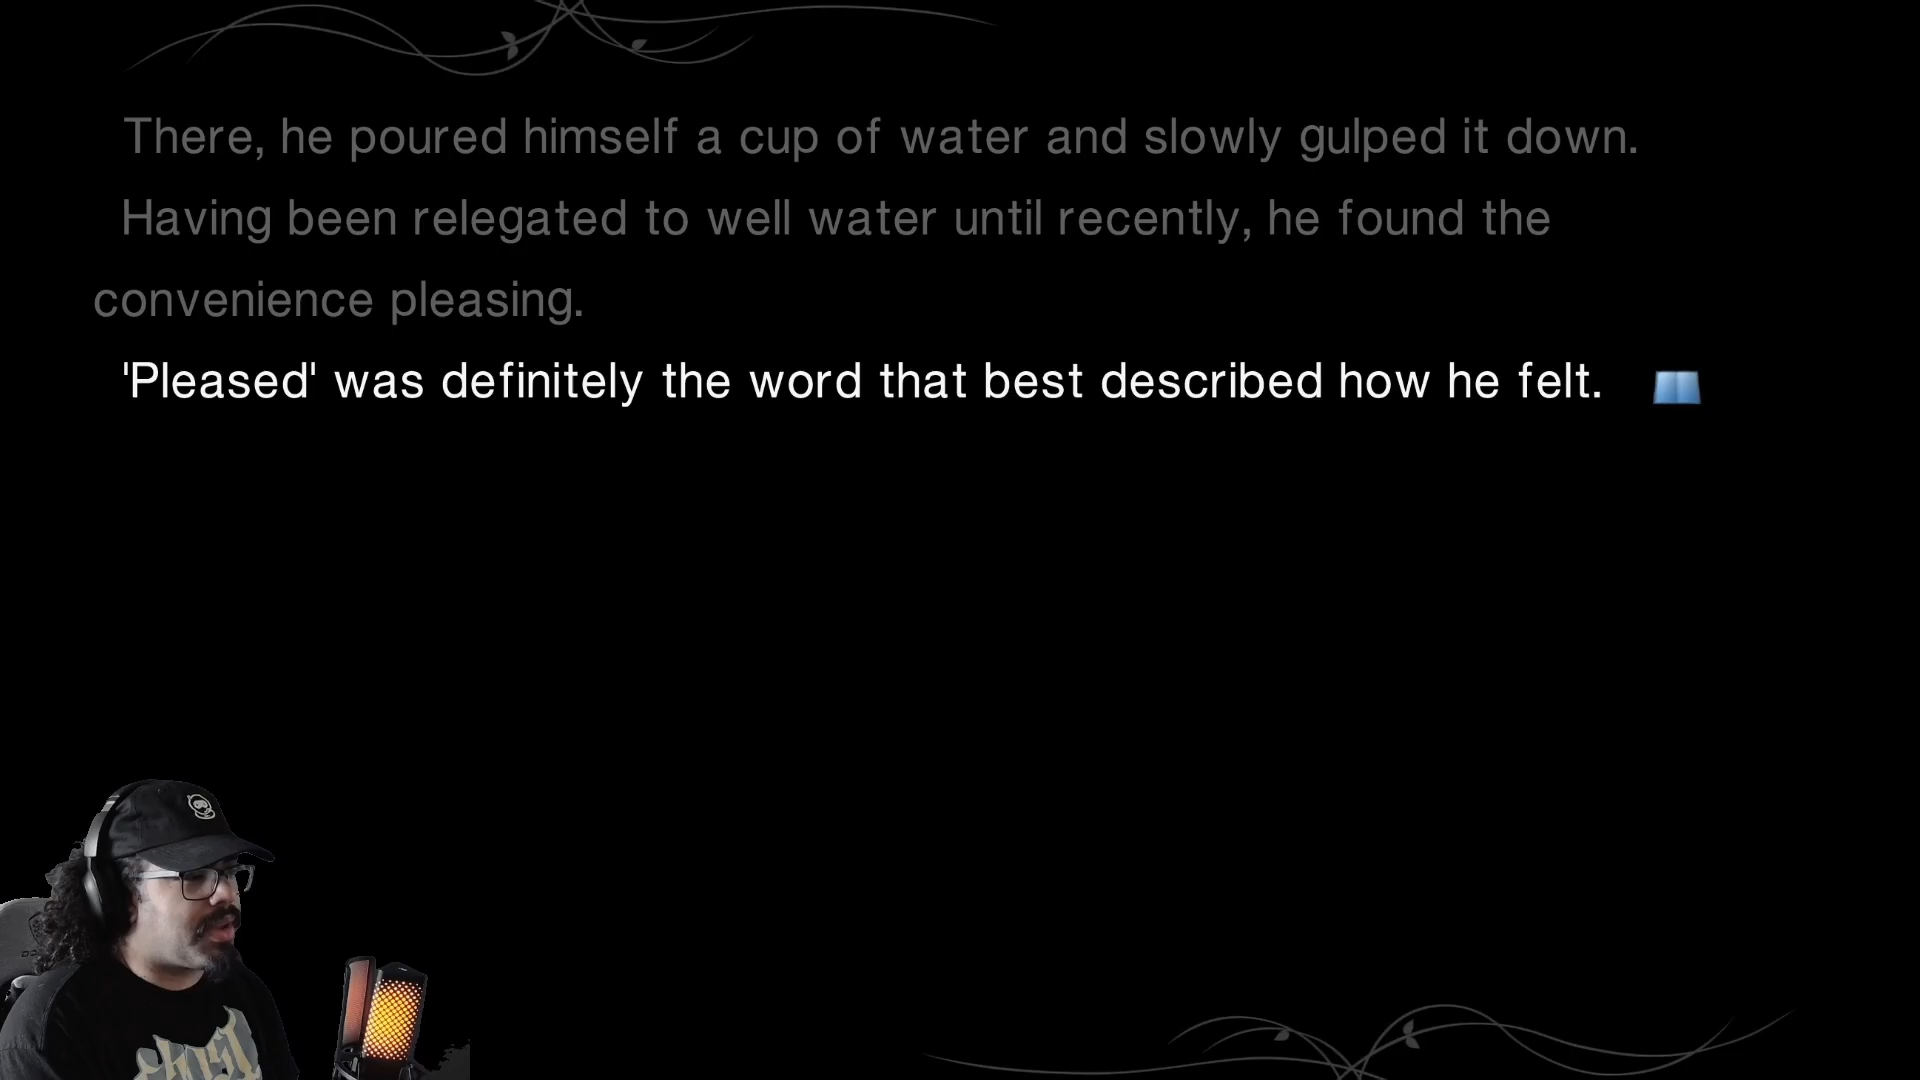 There, he poured himself a cup of water and slowly gulped it down.
Having been relegated to well water until recently, he found the
convenience pleasing.
'Pleased' was definitely the word that best described how he felt.
Ghost